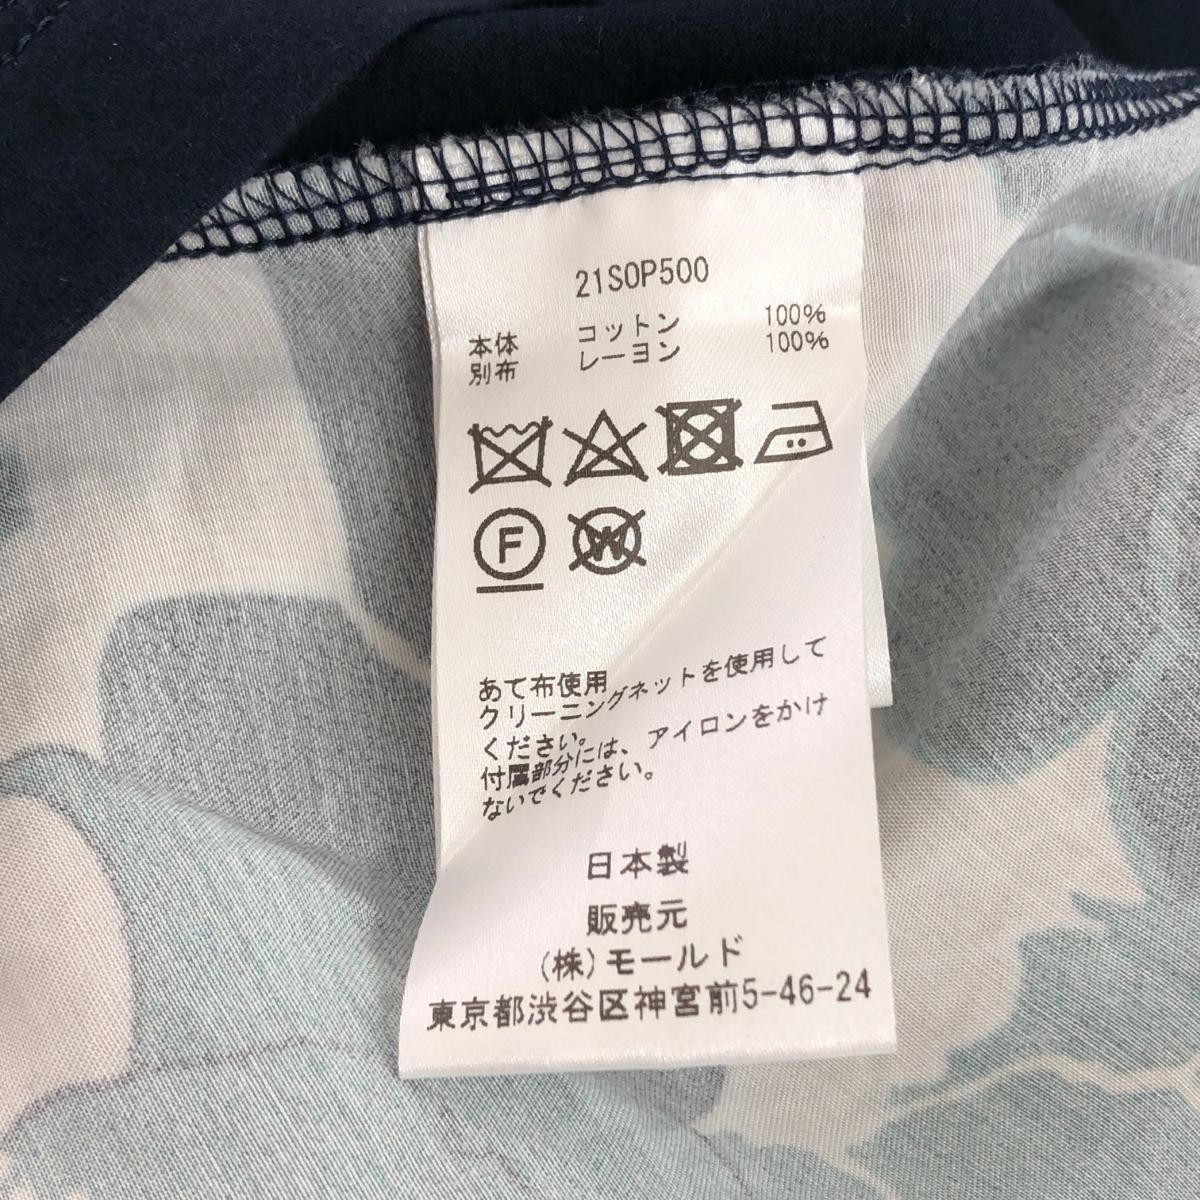 21SOP500
本体 コットン 100%
別布 レーヨン 100%
F
W
あて布使用
クリーニングネットを使用して
ください。
付属部分には、アイロンをかけ
ないでください。
日本製
販売元
(株)モールド
東京都渋谷区神宮前5-46-24